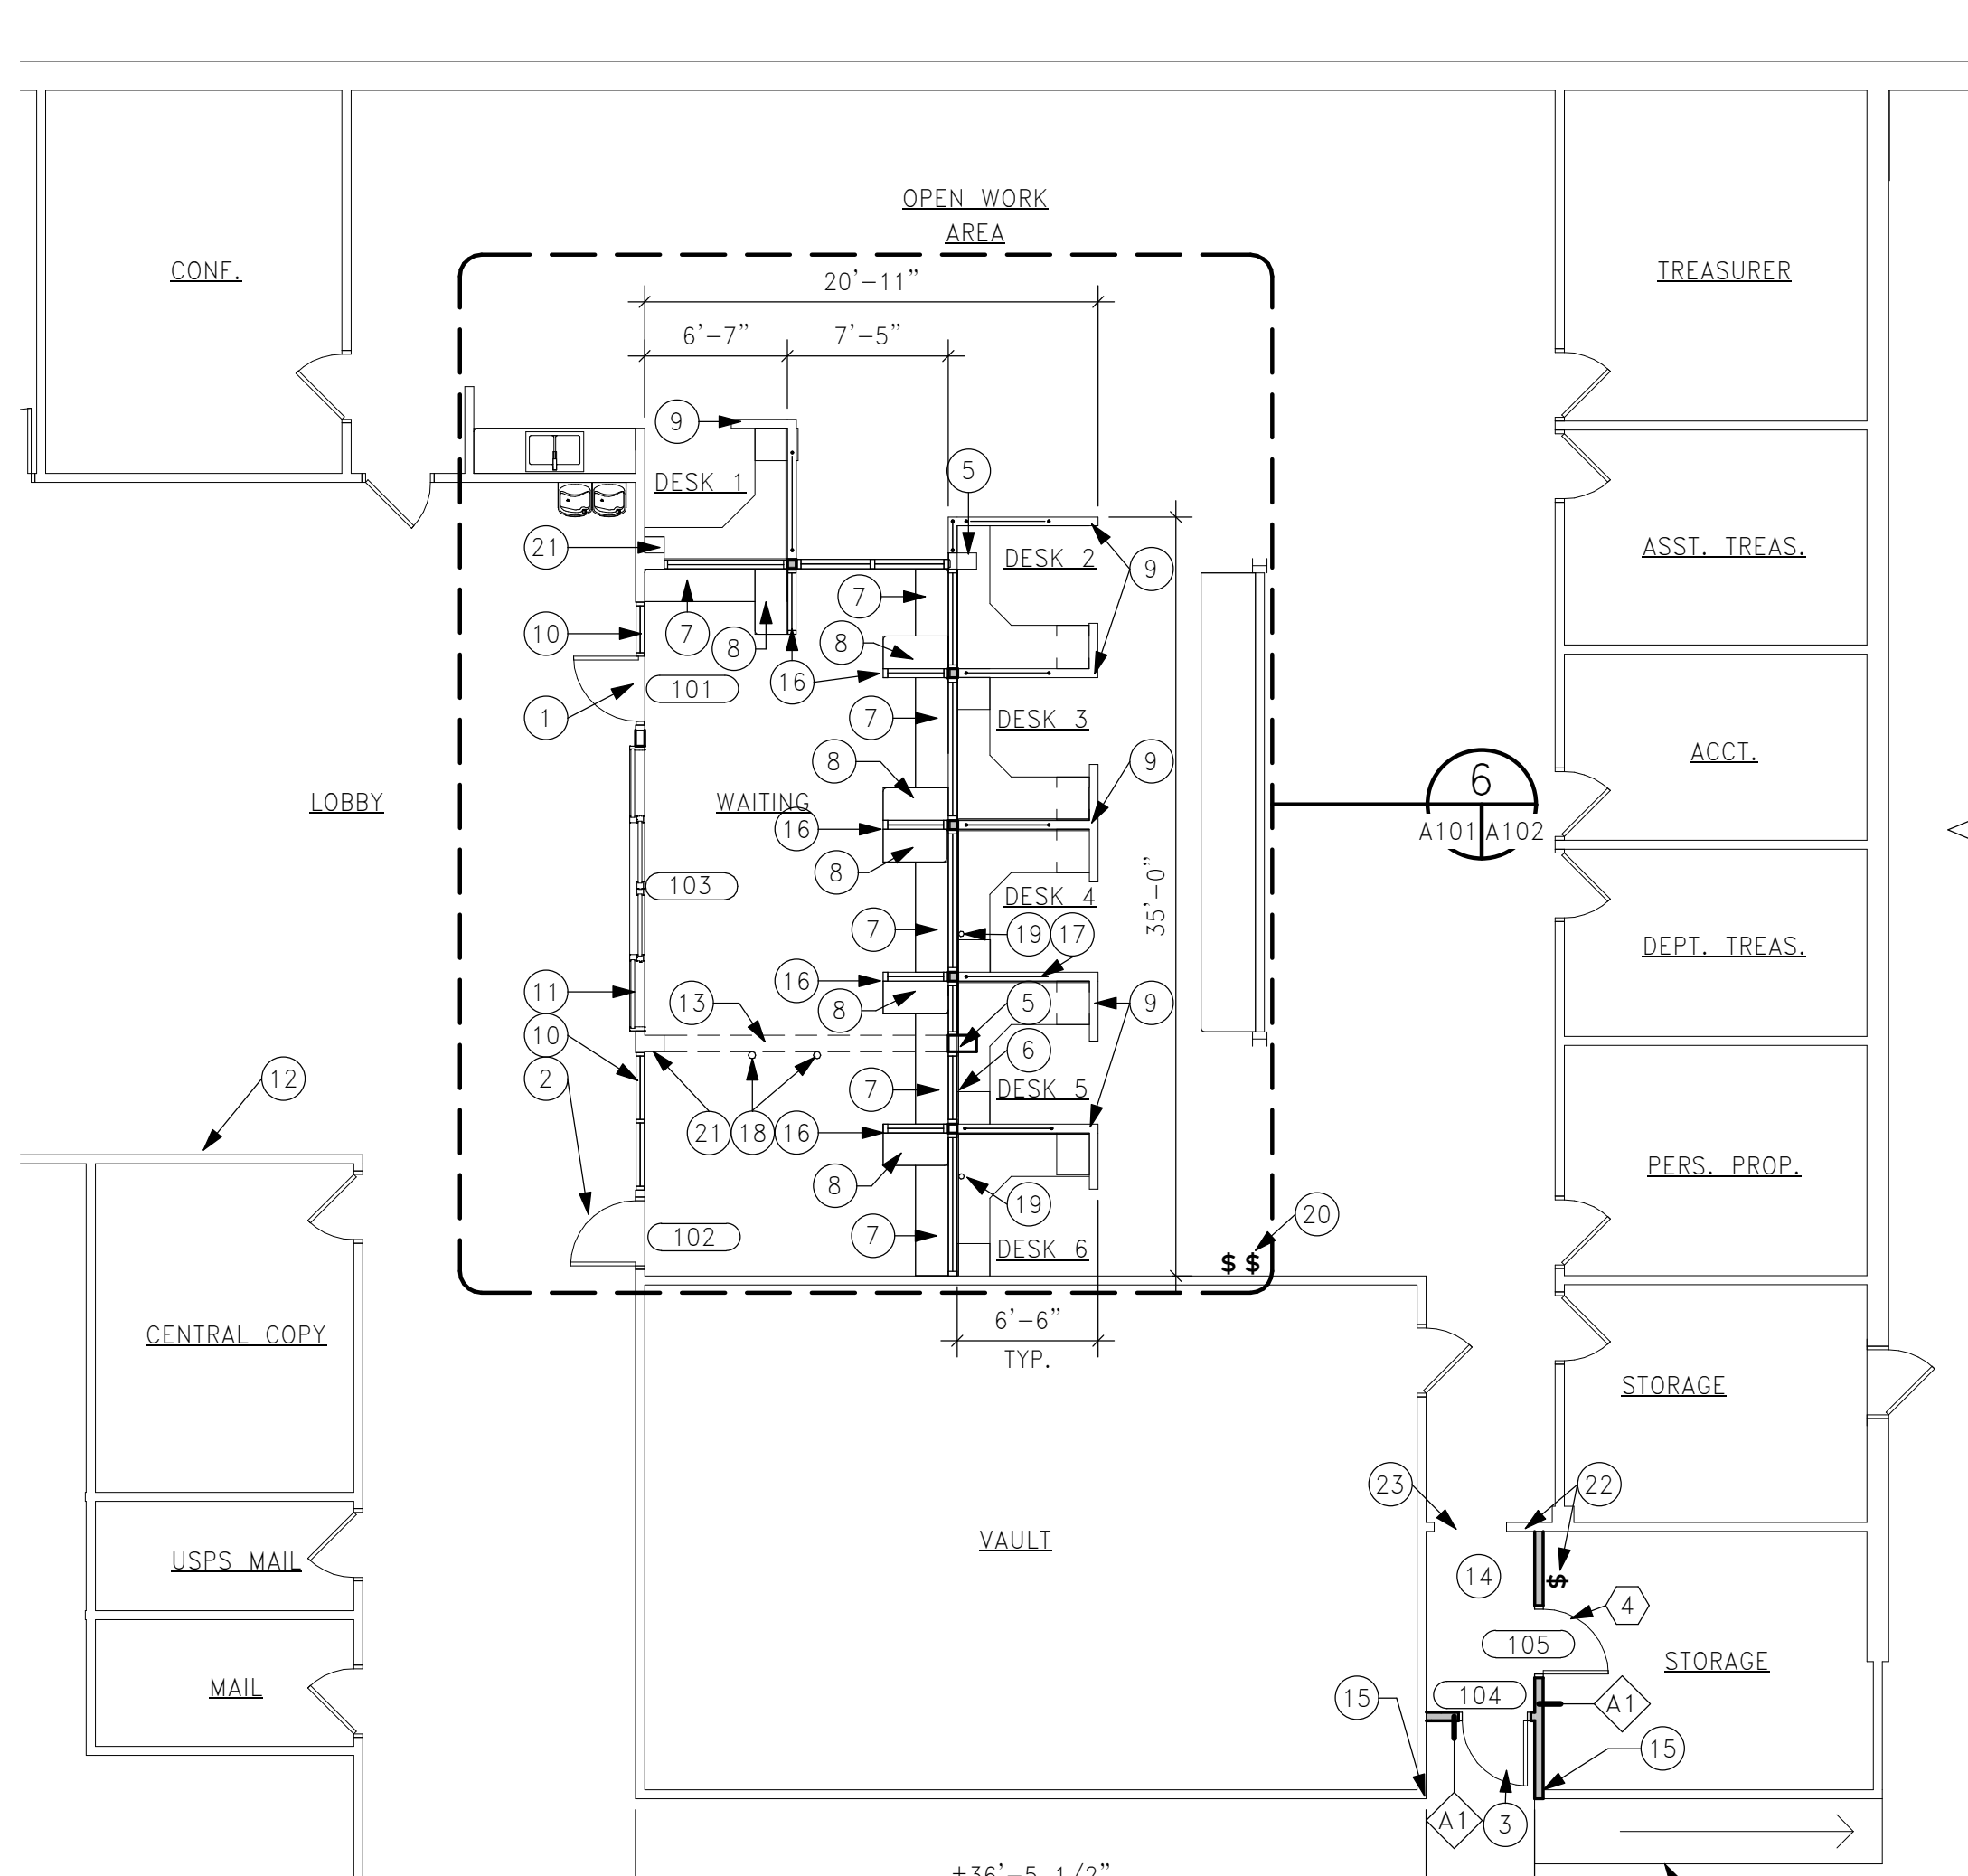 OPEN WORK
AREA
CONF.
TREASURER
20'-11"
6'-7"
7'-5"
9
5
DESK 1
21
DESK 2
9
ASST. TREAS.
7
10
7
8
8
16
101
1
7
DESK 3
ACCT.
8
9
6
LOBBY
WAITING
16
A101
A102
8
103
DESK 4
35'-0"
7
19
17
DEPT. TREAS.
11
16
13
8
5
9
10
6
12
2
7
DESK 5
21
18
16
PERS. PROP.
8
19
20
102
7
DESK 6
$ $
6'-6"
TYP.
CENTRAL COPY
STORAGE
23
22
VAULT
USPS MAIL
14
$
4
105
STORAGE
MAIL
15
104
A1
15
A1
3
±36'-5 1/2"